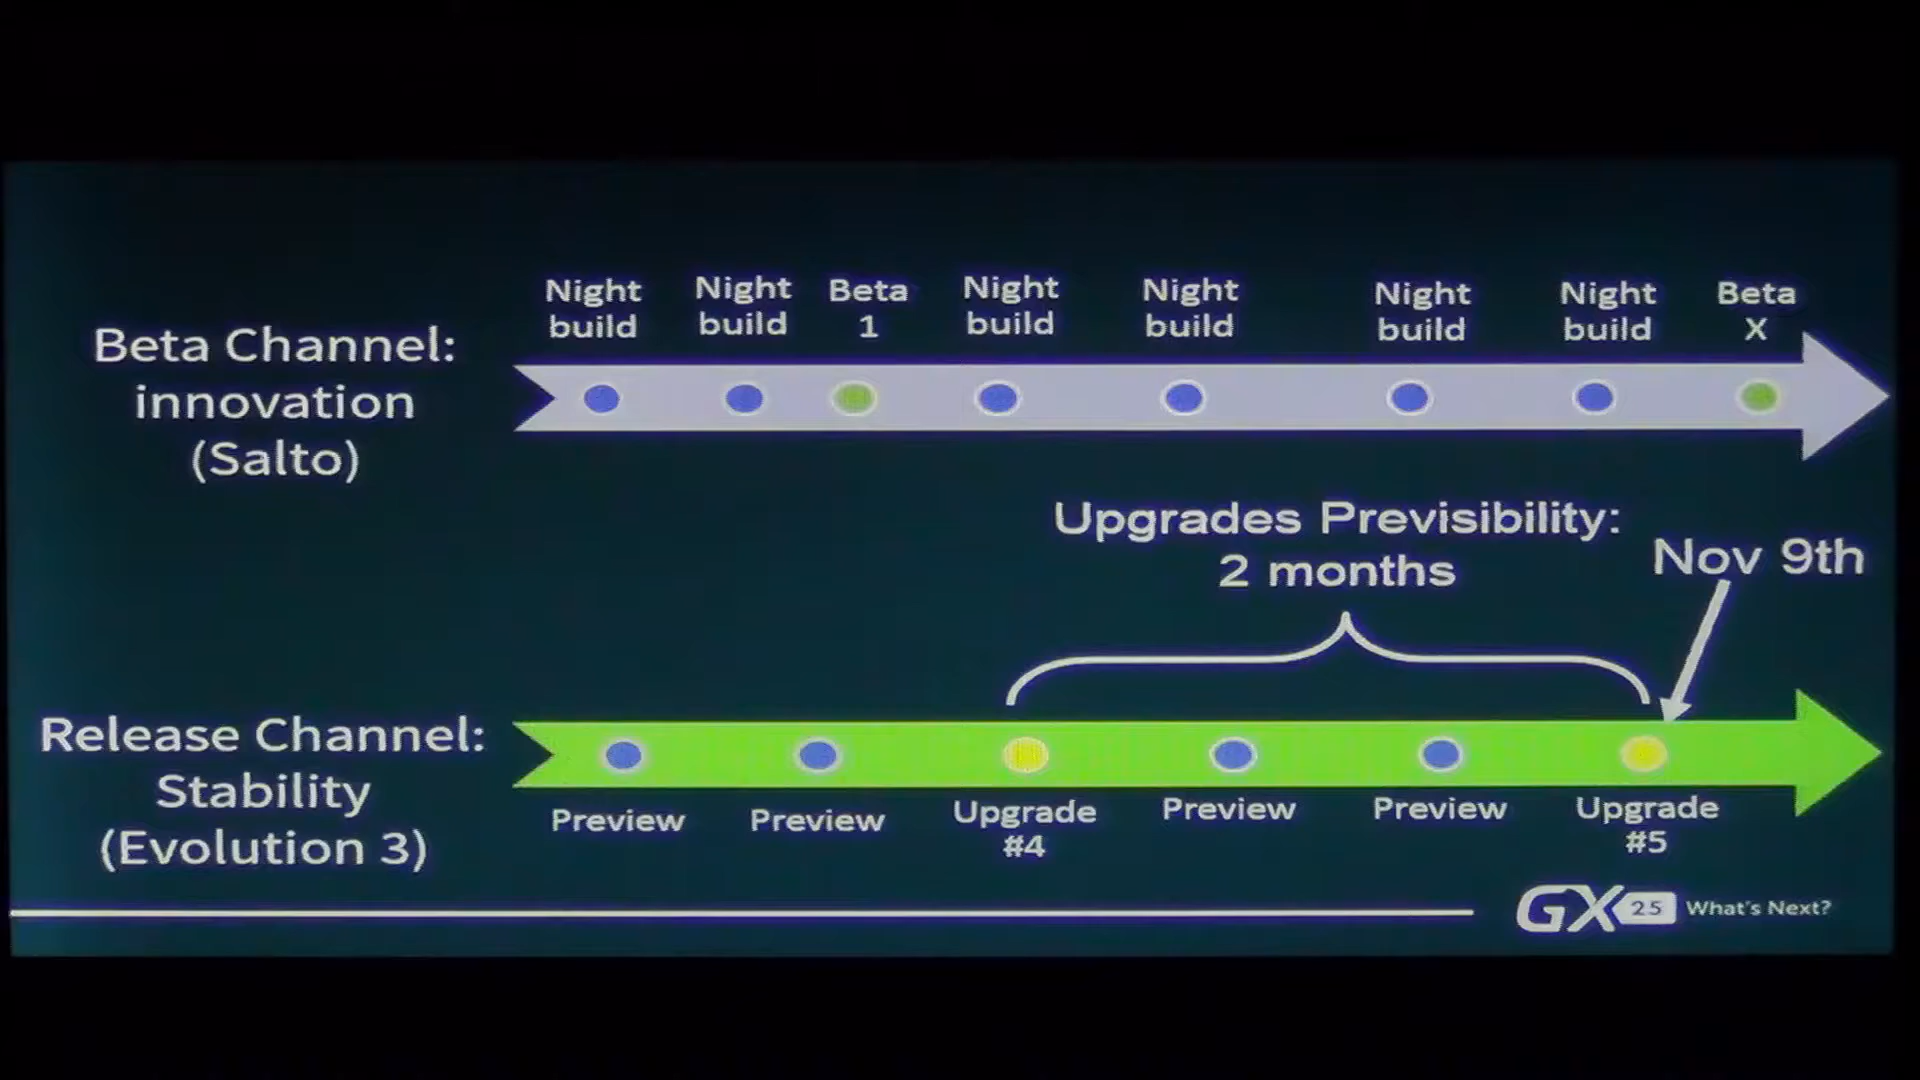 Night build
Night build
Beta 1
Night build
Night build
Night build
Night build
Beta X
Beta Channel:
innovation
(Salto)
Upgrades Previsibility:
2 months
Nov 9th
Release Channel:
Stability
(Evolution 3)
Preview
Preview
Upgrade #4
Preview
Preview
Upgrade #5
GX 25 What's Next?